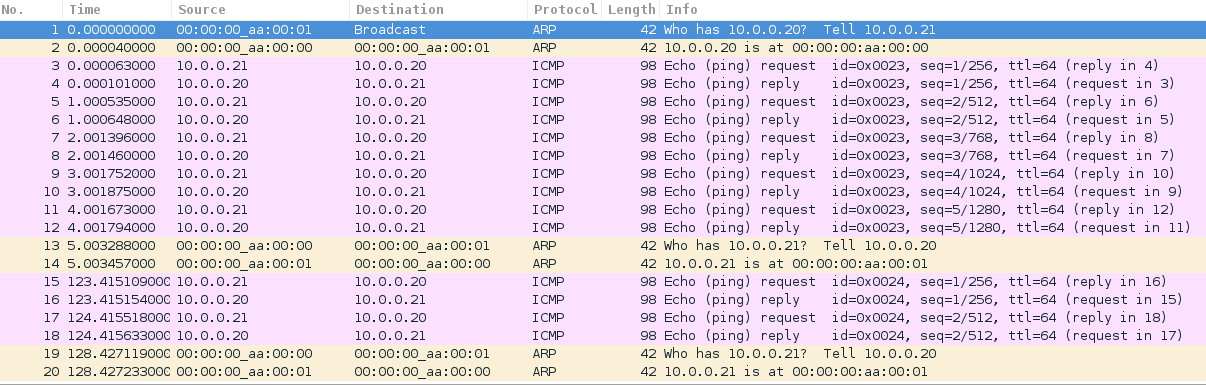 No. Time Source Destination Protocol Length Info
1 0.000000000 00:00:00_aa:00:01 Broadcast ARP 42 Who has 10.0.0.20? Tell 10.0.0.21
2 0.000040000 00:00:00_aa:00:00 00:00:00_aa:00:01 ARP 42 10.0.0.20 is at 00:00:00:aa:00:00
3 0.000063000 10.0.0.21 10.0.0.20 ICMP 98 Echo (ping) request id=0x0023, seq=1/256, ttl=64 (reply in 4)
4 0.000101000 10.0.0.20 10.0.0.21 ICMP 98 Echo (ping) reply id=0x0023, seq=1/256, ttl=64 (request in 3)
5 1.000535000 10.0.0.21 10.0.0.20 ICMP 98 Echo (ping) request id=0x0023, seq=2/512, ttl=64 (reply in 6)
6 1.000648000 10.0.0.20 10.0.0.21 ICMP 98 Echo (ping) reply id=0x0023, seq=2/512, ttl=64 (request in 5)
7 2.001396000 10.0.0.21 10.0.0.20 ICMP 98 Echo (ping) request id=0x0023, seq=3/768, ttl=64 (reply in 8)
8 2.001460000 10.0.0.20 10.0.0.21 ICMP 98 Echo (ping) reply id=0x0023, seq=3/768, ttl=64 (request in 7)
9 3.001752000 10.0.0.21 10.0.0.20 ICMP 98 Echo (ping) request id=0x0023, seq=4/1024, ttl=64 (reply in 10)
10 3.001875000 10.0.0.20 10.0.0.21 ICMP 98 Echo (ping) reply id=0x0023, seq=4/1024, ttl=64 (request in 9)
11 4.001673000 10.0.0.21 10.0.0.20 ICMP 98 Echo (ping) request id=0x0023, seq=5/1280, ttl=64 (reply in 12)
12 4.001794000 10.0.0.20 10.0.0.21 ICMP 98 Echo (ping) reply id=0x0023, seq=5/1280, ttl=64 (request in 11)
13 5.003288000 00:00:00_aa:00:00 00:00:00_aa:00:01 ARP 42 Who has 10.0.0.21? Tell 10.0.0.20
14 5.003457000 00:00:00_aa:00:01 00:00:00_aa:00:00 ARP 42 10.0.0.21 is at 00:00:00:aa:00:01
15 123.415109000 10.0.0.21 10.0.0.20 ICMP 98 Echo (ping) request id=0x0024, seq=1/256, ttl=64 (reply in 16)
16 123.415154000 10.0.0.20 10.0.0.21 ICMP 98 Echo (ping) reply id=0x0024, seq=1/256, ttl=64 (request in 15)
17 124.415518000 10.0.0.21 10.0.0.20 ICMP 98 Echo (ping) request id=0x0024, seq=2/512, ttl=64 (reply in 18)
18 124.415633000 10.0.0.20 10.0.0.21 ICMP 98 Echo (ping) reply id=0x0024, seq=2/512, ttl=64 (request in 17)
19 128.427119000 00:00:00_aa:00:00 00:00:00_aa:00:01 ARP 42 Who has 10.0.0.21? Tell 10.0.0.20
20 128.427233000 00:00:00_aa:00:01 00:00:00_aa:00:00 ARP 42 10.0.0.21 is at 00:00:00:aa:00:01